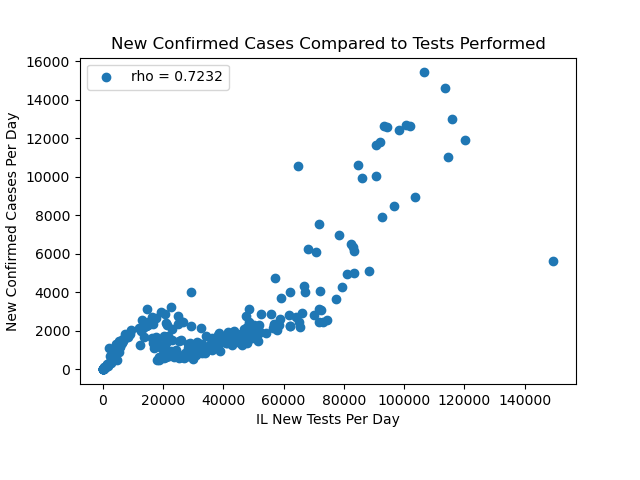 New Confirmed Cases Compared to Tests Performed
rho = 0.7232
16000
14000
12000
10000
8000
6000
4000
2000
0
New Confirmed Caeses Per Day
0 20000 40000 60000 80000 100000 120000 140000
IL New Tests Per Day